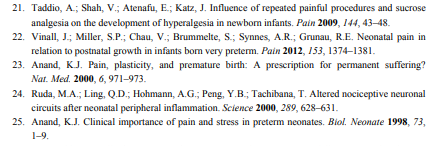 21. Taddio, A.; Shah, V.; Atenafu, E.; Katz, J. Influence of repeated painful procedures and sucrose
analgesia on the development of hyperalgesia in newborn infants. Pain 2009, 144, 43–48.
22. Vinall, J.; Miller, S.P.; Chau, V.; Brummelte, S.; Synnes, A.R.; Grunau, R.E. Neonatal pain in
relation to postnatal growth in infants born very preterm. Pain 2012, 153, 1374–1381.
23. Anand, K.J. Pain, plasticity, and premature birth: A prescription for permanent suffering?
Nat. Med. 2000, 6, 971–973.
24. Ruda, M.A.; Ling, Q.D.; Hohmann, A.G.; Peng, Y.B.; Tachibana, T. Altered nociceptive neuronal
circuits after neonatal peripheral inflammation. Science 2000, 289, 628–631.
25. Anand, K.J. Clinical importance of pain and stress in preterm neonates. Biol. Neonate 1998, 73,
1–9.